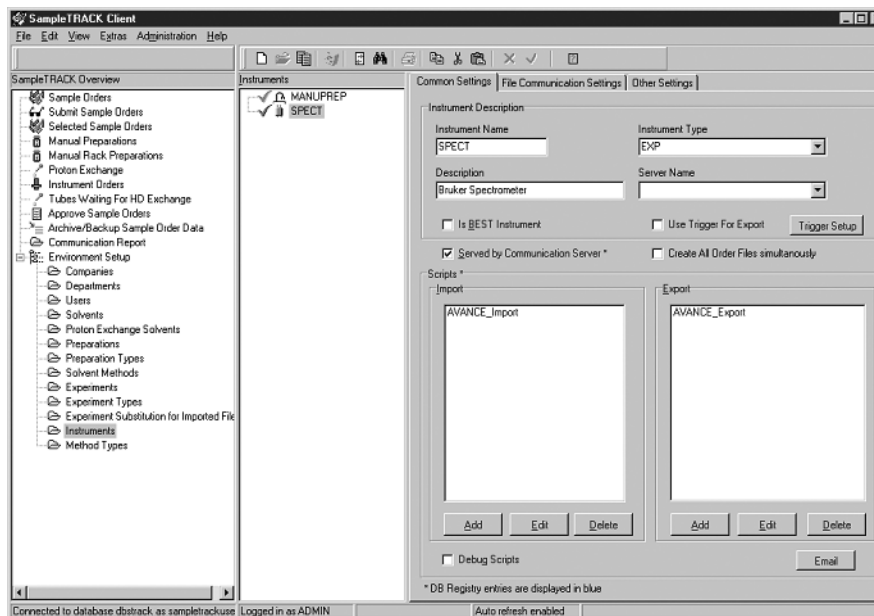 SampleTRACK Client
File Edit View Extras Administration Help
SampleTRACK Overview
Sample Orders
Submit Sample Orders
Selected Sample Orders
Manual Preparations
Manual Rack Preparations
Proton Exchange
Instrument Orders
Tubes Waiting For HD Exchange
Approve Sample Orders
Archive/Backup Sample Order Data
Communication Report
Environment Setup
Companies
Departments
Users
Solvents
Proton Exchange Solvents
Preparations
Preparation Types
Solvent Methods
Experiments
Experiment Types
Experiment Substitution for Imported File
Instruments
Method Types
Instruments
MANUPREP
SPECT
Common Settings File Communication Settings Other Settings
Instrument Description
Instrument Name Instrument Type
SPECT EXP
Description Server Name
Bruker Spectrometer
Is BEST Instrument Use Trigger For Export Trigger Setup
Served by Communication Server * Create All Order Files simultanously
Scripts *
Import Export
AVANCE_Import AVANCE_Export
Add Edit Delete Add Edit Delete
Debug Scripts Email
* DB Registry entries are displayed in blue
Connected to database dbstrack as sampletrackuse Logged in as ADMIN Auto refresh enabled